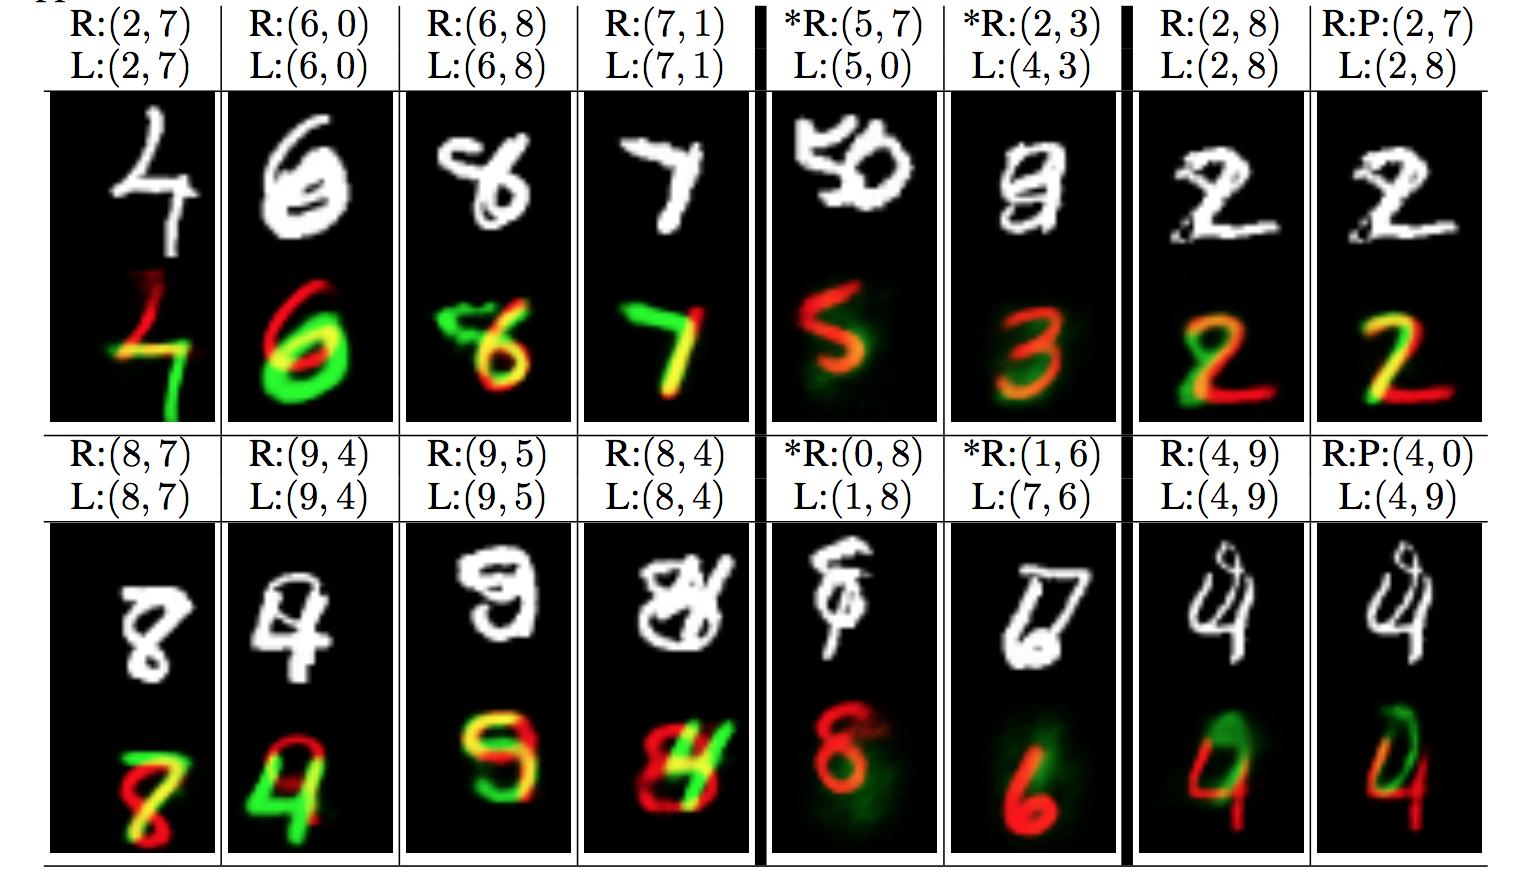 R:(2, 7) R:(6, 0) R:(6, 8) R:(7, 1) *R:(5, 7) *R:(2, 3) R:(2, 8) R:P:(2, 7)
L:(2, 7) L:(6, 0) L:(6, 8) L:(7, 1) L:(5, 0) L:(4, 3) L:(2, 8) L:(2, 8)
R:(8, 7) R:(9, 4) R:(9, 5) R:(8, 4) *R:(0, 8) *R:(1, 6) R:(4, 9) R:P:(4, 0)
L:(8, 7) L:(9, 4) L:(9, 5) L:(8, 4) L:(1, 8) L:(7, 6) L:(4, 9) L:(4, 9)